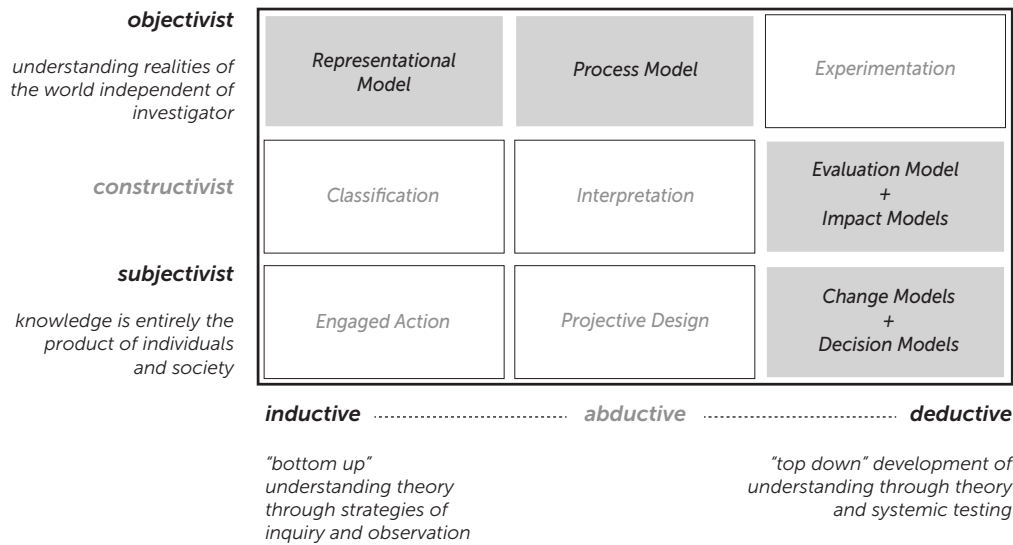 objectivist
understanding realities of
the world independent of
investigator
Representational
Model
Process Model
Experimentation
constructivist
Classification
Interpretation
Evaluation Model
+
Impact Models
subjectivist
knowledge is entirely the
product of individuals
and society
Engaged Action
Projective Design
Change Models
+
Decision Models
inductive
abductive
deductive
"bottom up"
understanding theory
through strategies of
inquiry and observation
"top down" development of
understanding through theory
and systemic testing